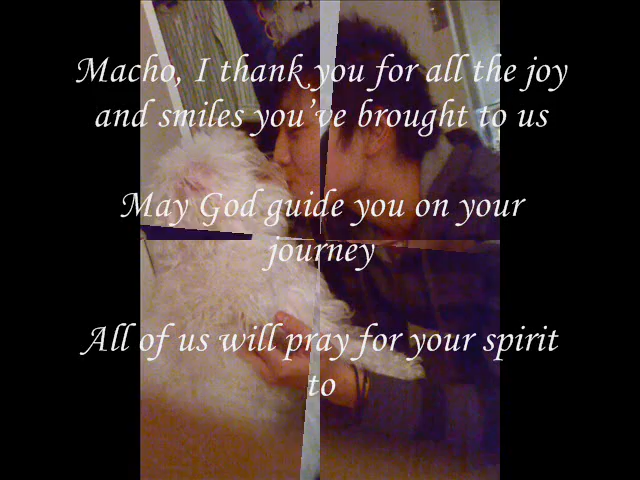 Macho, I thank you for all the joy
and smiles you've brought to us
May God guide you on your
journey
All of us will pray for your spirit
to